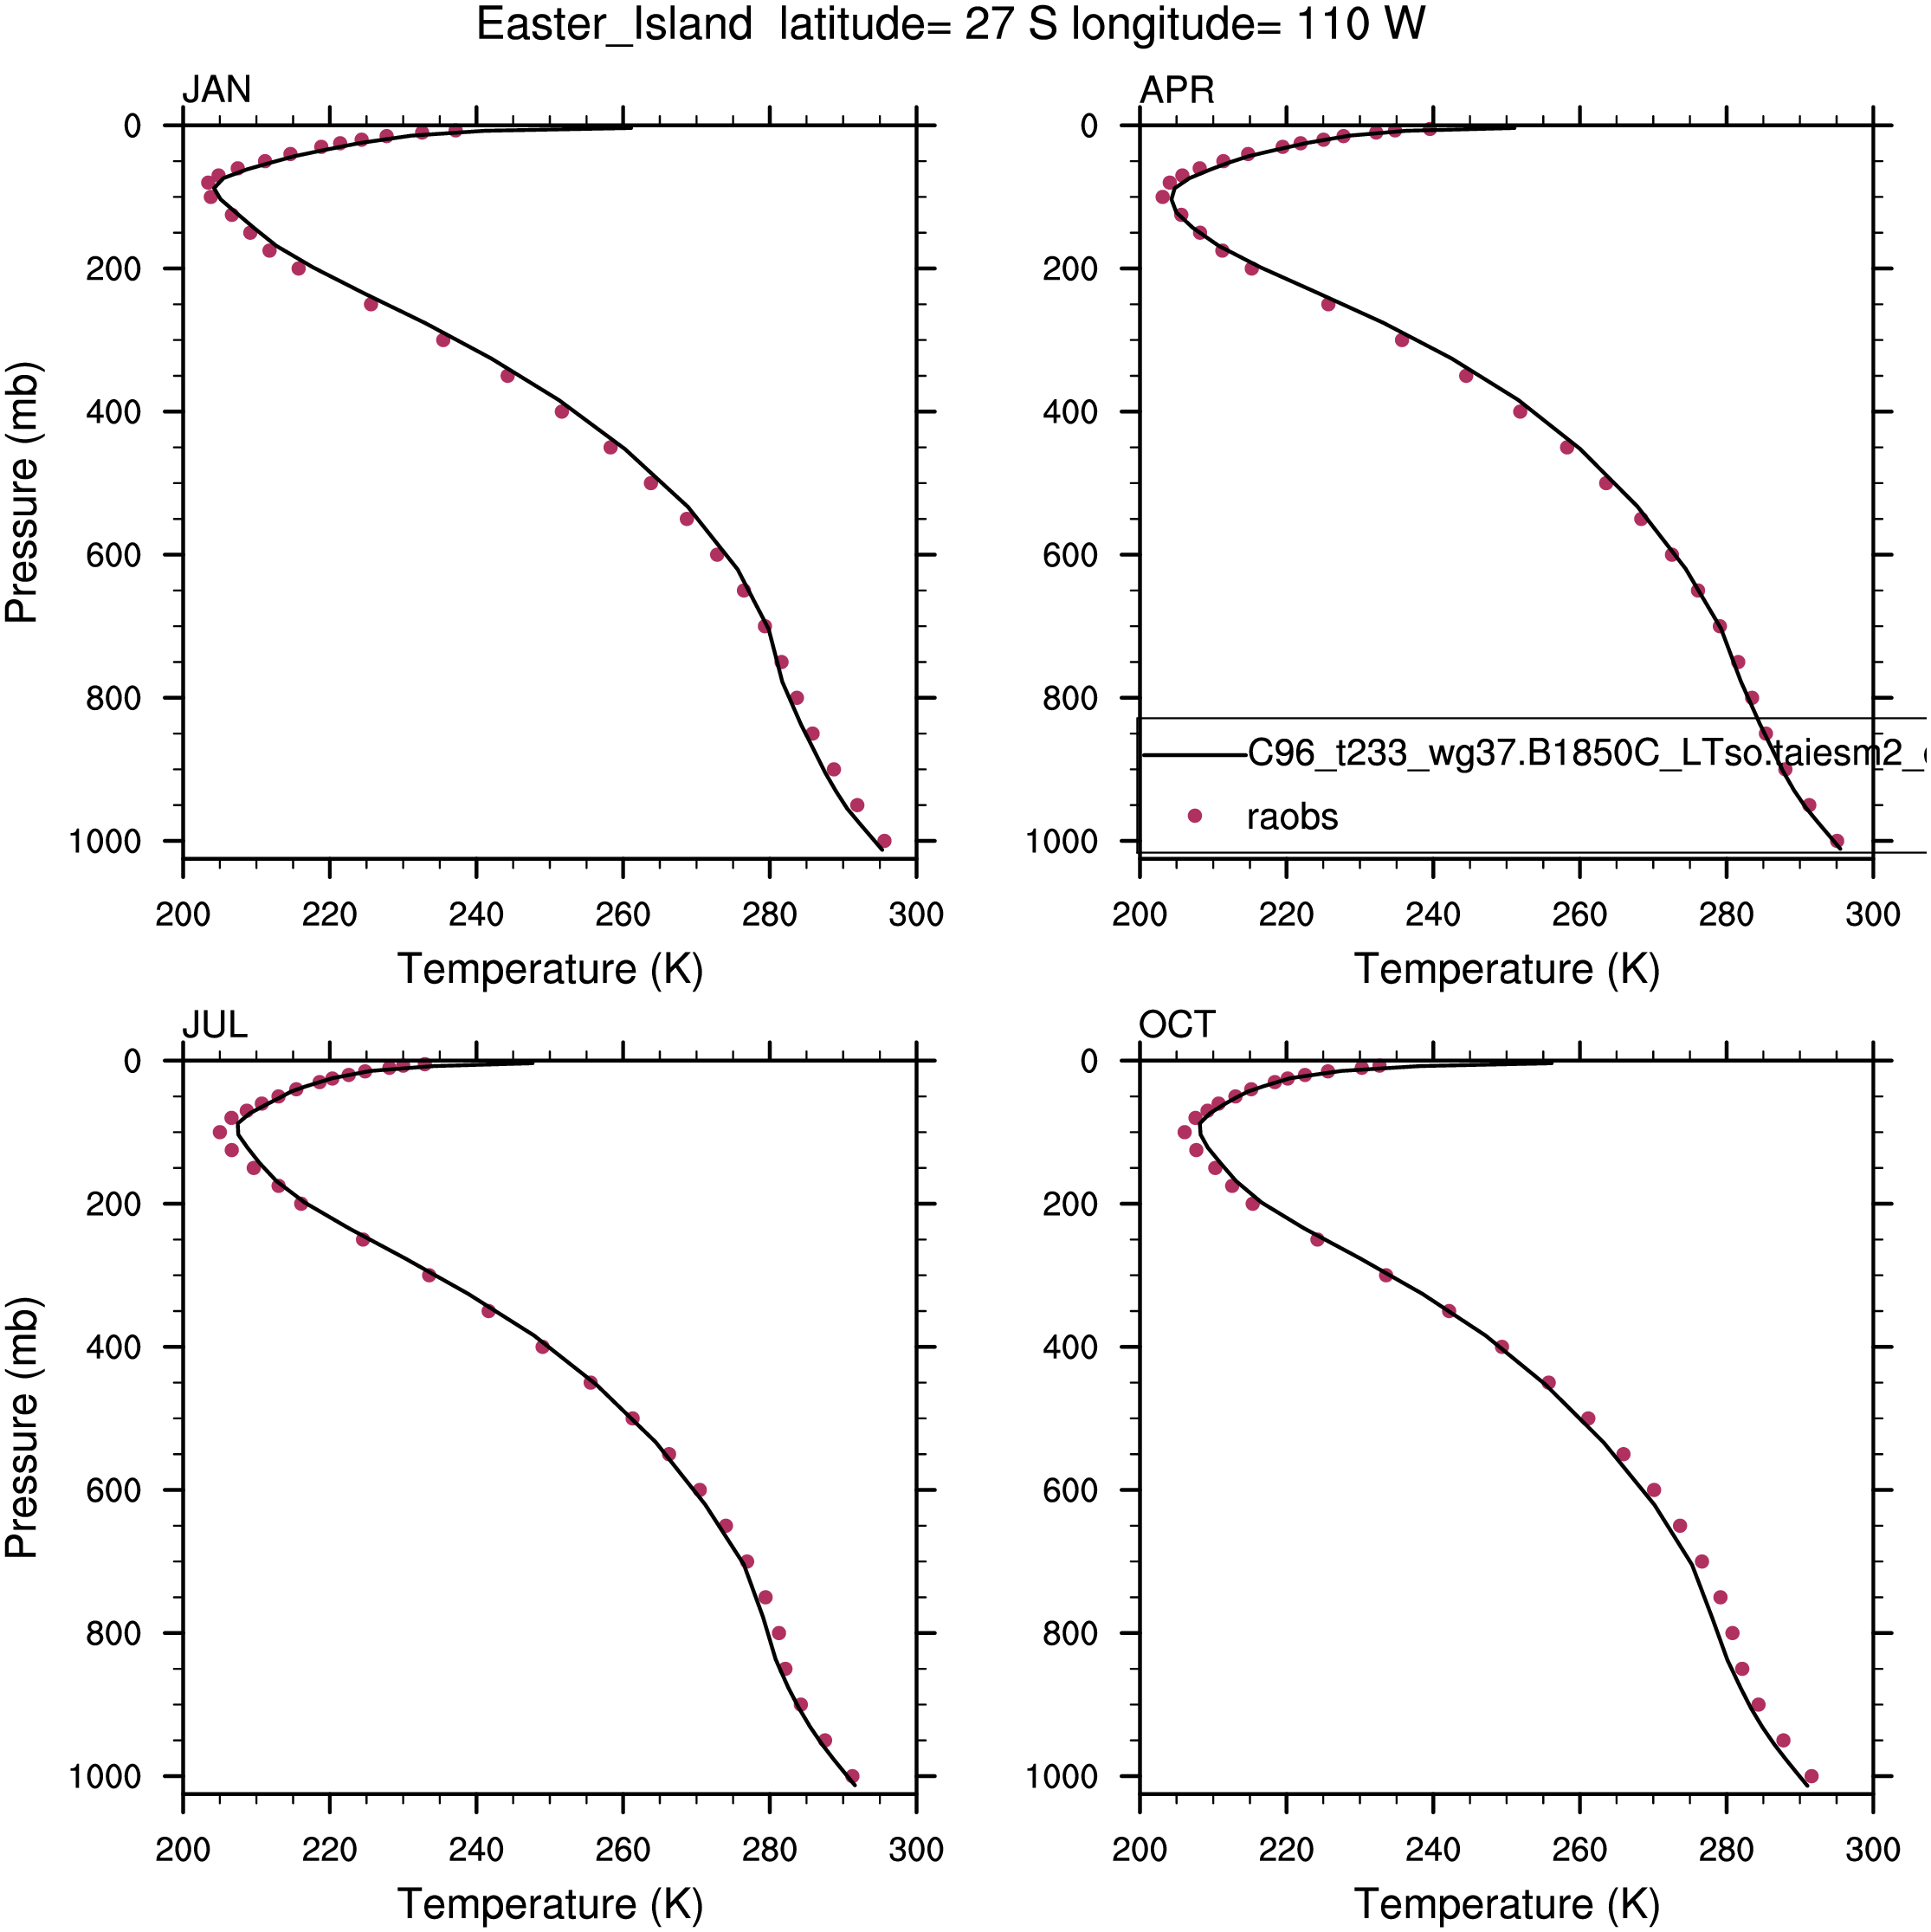 Easter_Island latitude= 27 S longitude= 110 W
JAN
0
200
400
600
800
1000
Pressure (mb)
200 220 240 260 280 300
Temperature (K)
APR
0
200
400
600
800
1000
C96_t233_wg37.B1850C_LTso.taiesm2_
raobs
200 220 240 260 280 300
Temperature (K)
JUL
0
200
400
600
800
1000
Pressure (mb)
200 220 240 260 280 300
Temperature (K)
OCT
0
200
400
600
800
1000
200 220 240 260 280 300
Temperature (K)